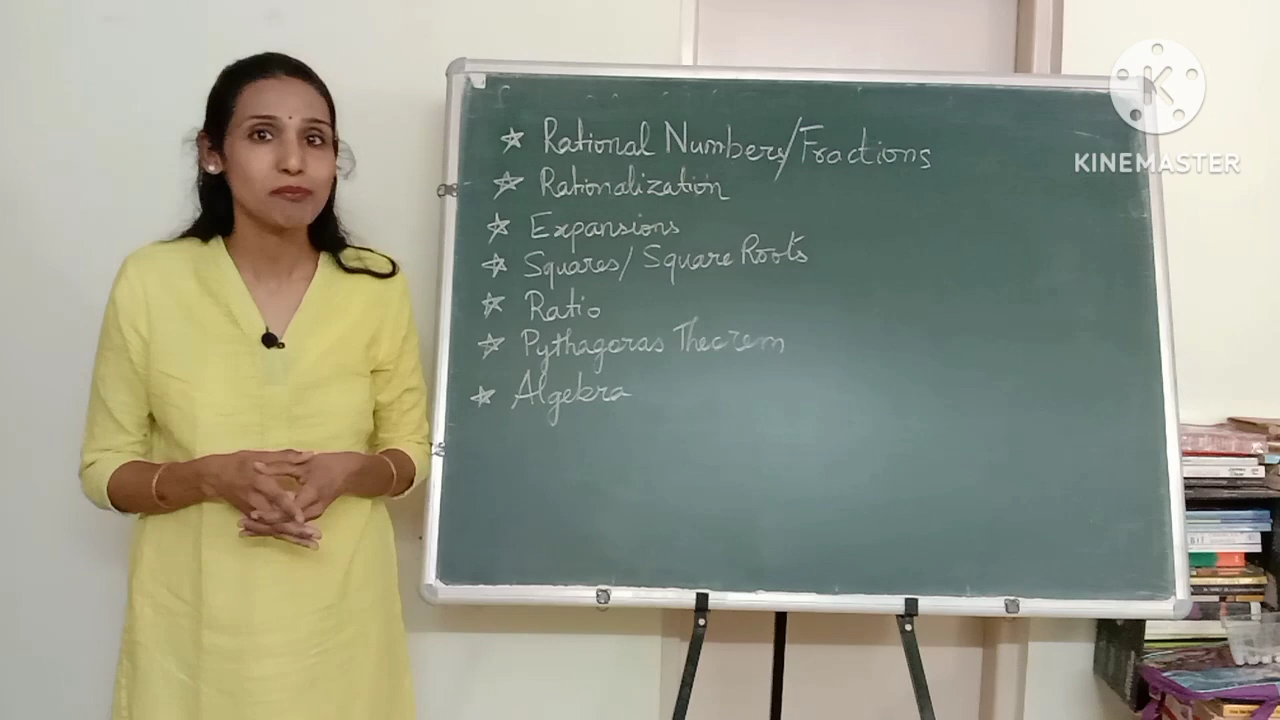 ☆ Rational Numbers/Fractions
☆ Rationalization
☆ Expansions
☆ Squares/Square Roots
☆ Ratio
☆ Pythagoras Theorem
☆ Algebra
K
KINEMASTER